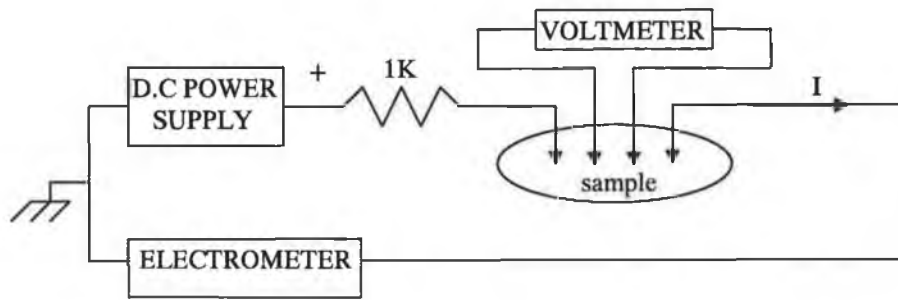 VOLTMETER
D.C POWER
SUPPLY
+
1K
I
sample
ELECTROMETER